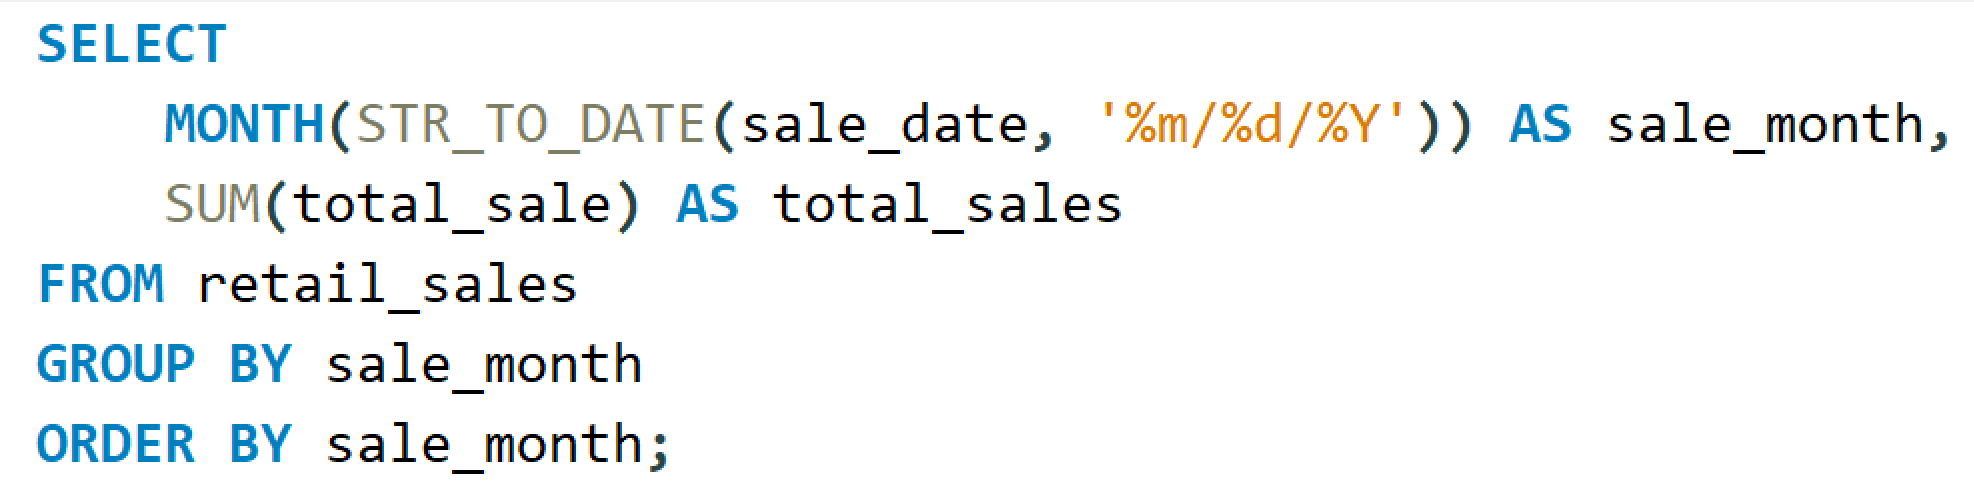 SELECT
    MONTH(STR_TO_DATE(sale_date, '%m/%d/%Y')) AS sale_month,
    SUM(total_sale) AS total_sales
FROM retail_sales
GROUP BY sale_month
ORDER BY sale_month;